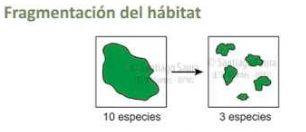 Fragmentación del hábitat
10 especies
3 especies